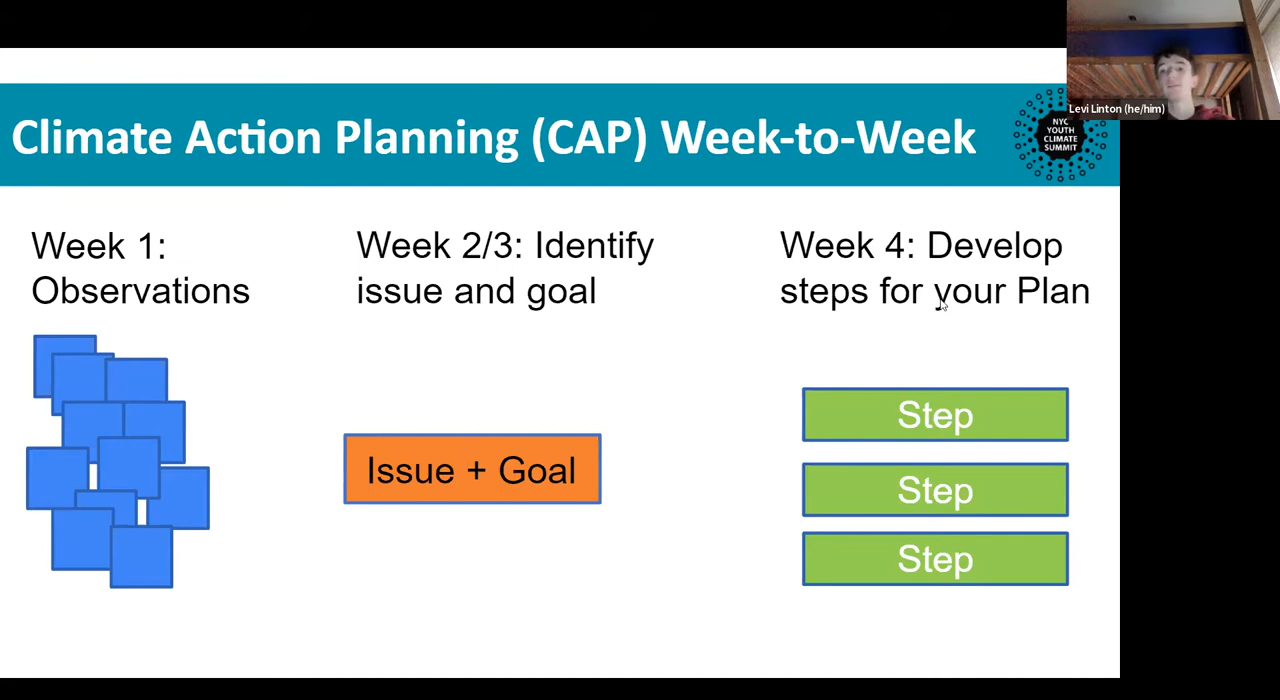 Climate Action Planning (CAP) Week-to-Week
Levi Linton (he/him)
NYC
YOUTH
CLIMATE
SUMMIT
Week 1:
Observations
Week 2/3: Identify
issue and goal
Week 4: Develop
steps for your Plan
Issue + Goal
Step
Step
Step